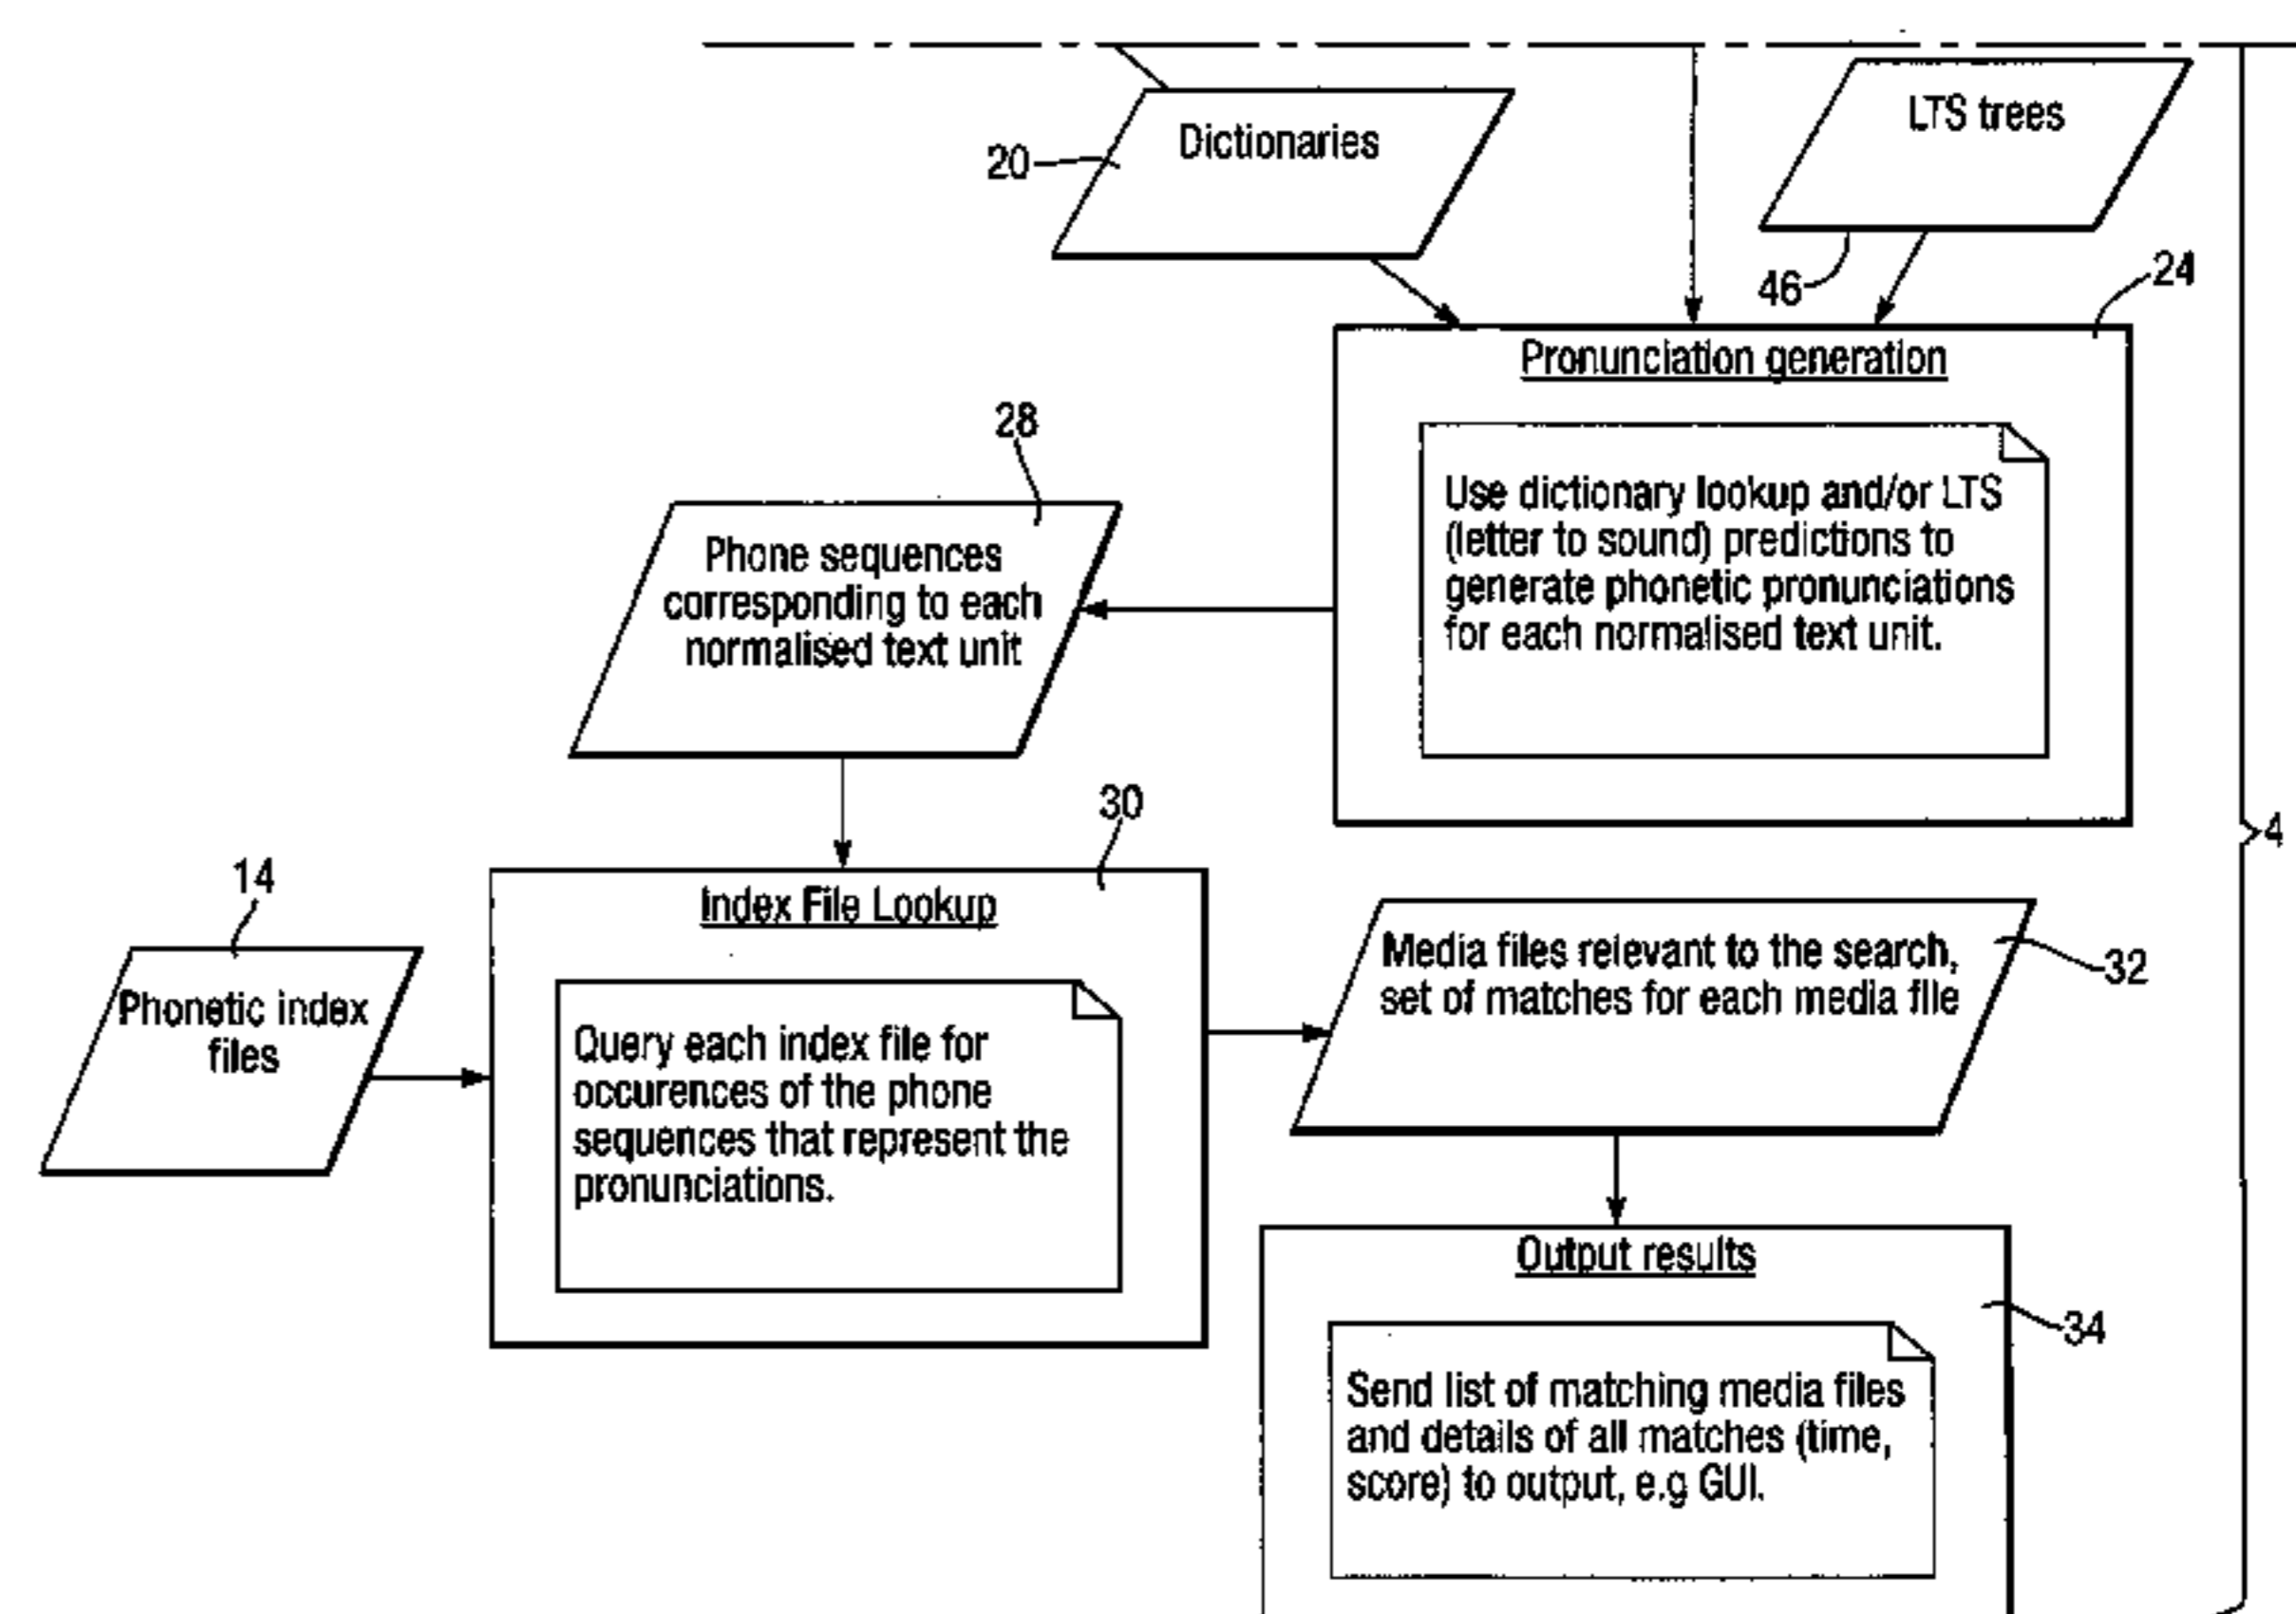 Dictionaries
LTS trees
20
46
24
Pronunciation generation
Use dictionary lookup and/or LTS
(letter to sound) predictions to
generate phonetic pronunciations
for each normalised text unit.
28
Phone sequences
corresponding to each
normalised text unit
4
30
14
Index File Lookup
Phonetic index
files
Query each index file for
occurences of the phone
sequences that represent the
pronunciations.
Media files relevant to the search,
set of matches for each media file
32
Output results
34
Send list of matching media files
and details of all matches (time,
score) to output, e.g GUI.